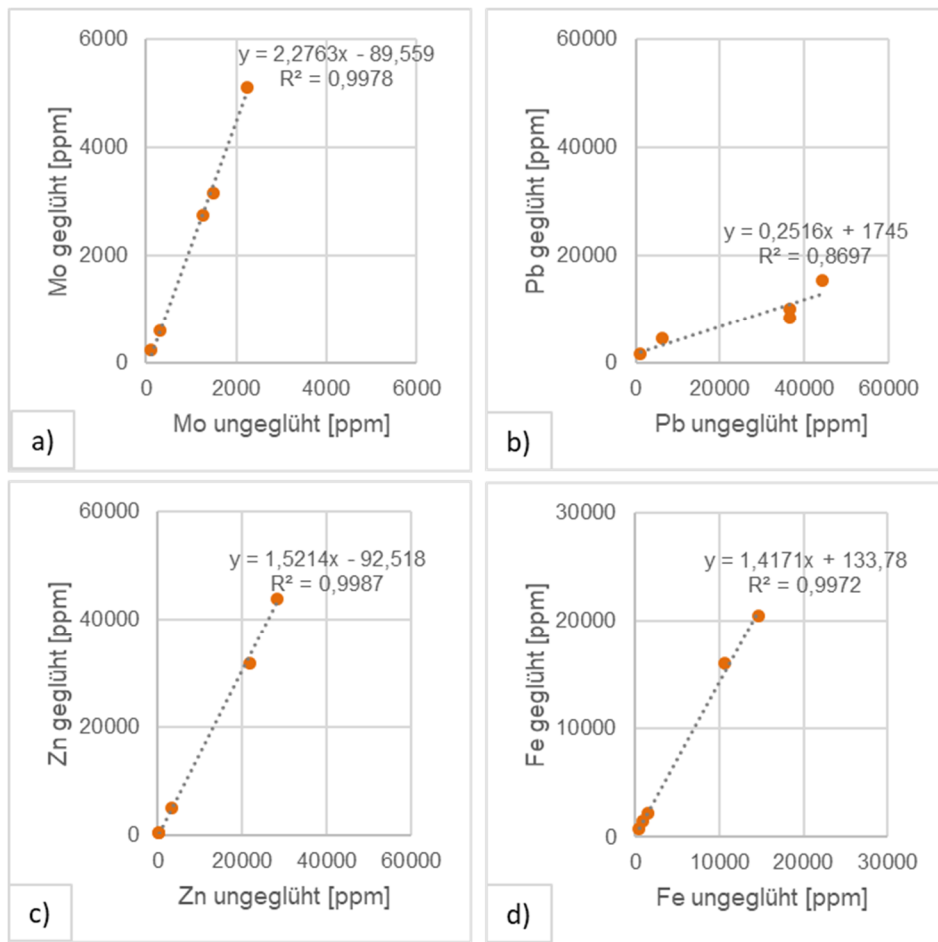 6000
4000
2000
0
0
2000
4000
6000
Mo geglüht [ppm]
Mo ungeglüht [ppm]
y = 2,2763x - 89,559
R² = 0,9978
a)
60000
40000
20000
0
0
20000
40000
60000
Pb geglüht [ppm]
Pb ungeglüht [ppm]
y = 0,2516x + 1745
R² = 0,8697
b)
60000
40000
20000
0
0
20000
40000
60000
Zn geglüht [ppm]
Zn ungeglüht [ppm]
y = 1,5214x - 92,518
R² = 0,9987
c)
30000
20000
10000
0
0
10000
20000
30000
Fe geglüht [ppm]
Fe ungeglüht [ppm]
y = 1,4171x + 133,78
R² = 0,9972
d)